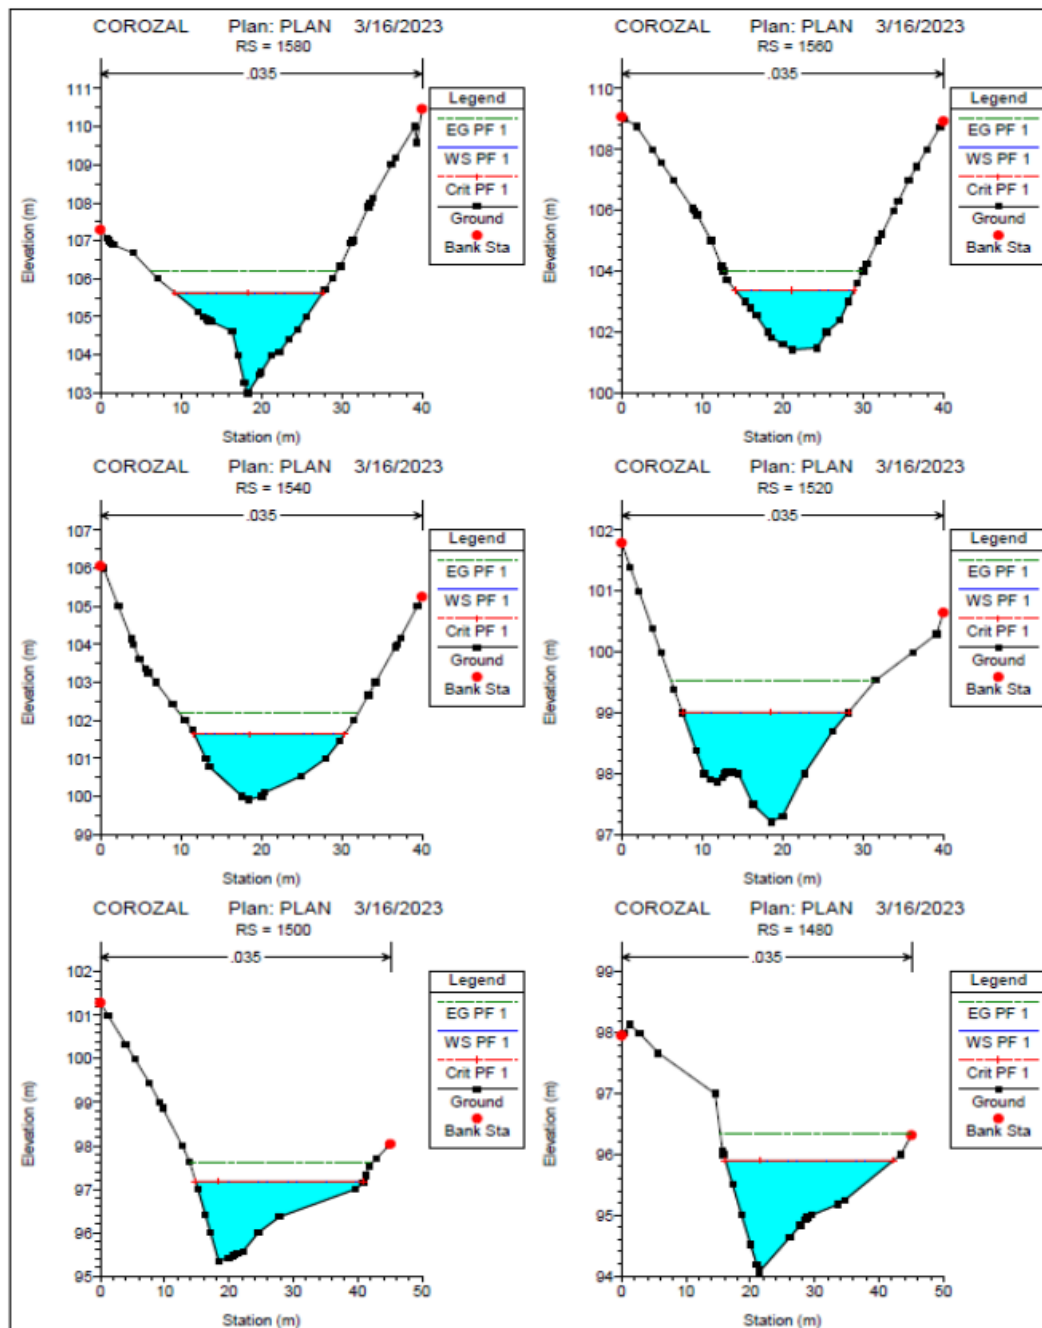 COROZAL Plan: PLAN 3/16/2023
RS = 1580
.035
Legend
EG PF 1
WS PF 1
Crit PF 1
Ground
Bank Sta
Elevation (m)
111
110
109
108
107
106
105
104
103
0 10 20 30 40
Station (m)
COROZAL Plan: PLAN 3/16/2023
RS = 1560
.035
Legend
EG PF 1
WS PF 1
Crit PF 1
Ground
Bank Sta
Elevation (m)
110
108
106
104
102
100
0 10 20 30 40
Station (m)
COROZAL Plan: PLAN 3/16/2023
RS = 1540
.035
Legend
EG PF 1
WS PF 1
Crit PF 1
Ground
Bank Sta
Elevation (m)
107
106
105
104
103
102
101
100
99
0 10 20 30 40
Station (m)
COROZAL Plan: PLAN 3/16/2023
RS = 1520
.035
Legend
EG PF 1
WS PF 1
Crit PF 1
Ground
Bank Sta
Elevation (m)
102
101
100
99
98
97
0 10 20 30 40
Station (m)
COROZAL Plan: PLAN 3/16/2023
RS = 1500
.035
Legend
EG PF 1
WS PF 1
Crit PF 1
Ground
Bank Sta
Elevation (m)
102
101
100
99
98
97
96
95
0 10 20 30 40 50
Station (m)
COROZAL Plan: PLAN 3/16/2023
RS = 1480
.035
Legend
EG PF 1
WS PF 1
Crit PF 1
Ground
Bank Sta
Elevation (m)
99
98
97
96
95
94
0 10 20 30 40 50
Station (m)